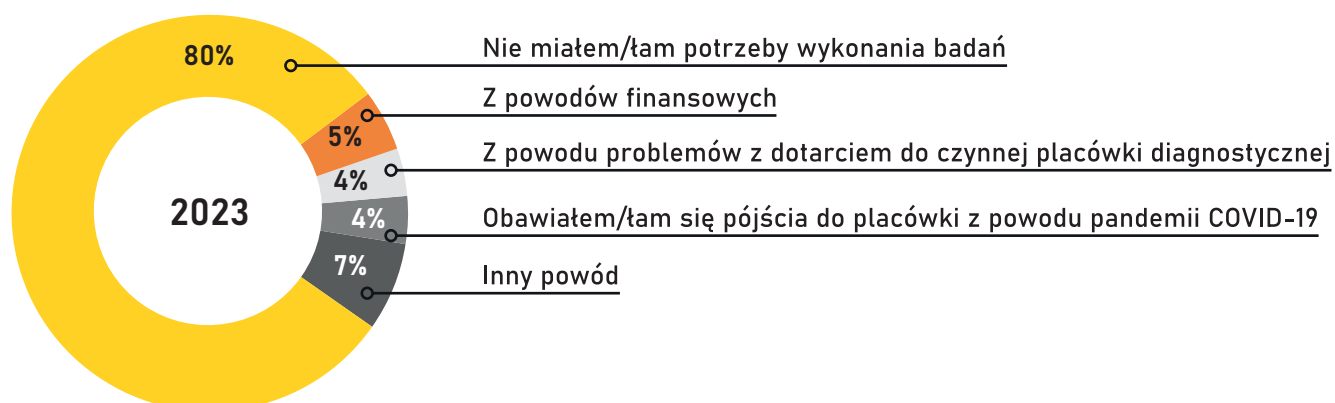 80%
Nie miałem/łam potrzeby wykonania badań
Z powodów finansowych
5%
Z powodu problemów z dotarciem do czynnej placówki diagnostycznej
4%
2023
4%
Obawiałem/łam się pójścia do placówki z powodu pandemii COVID-19
7%
Inny powód